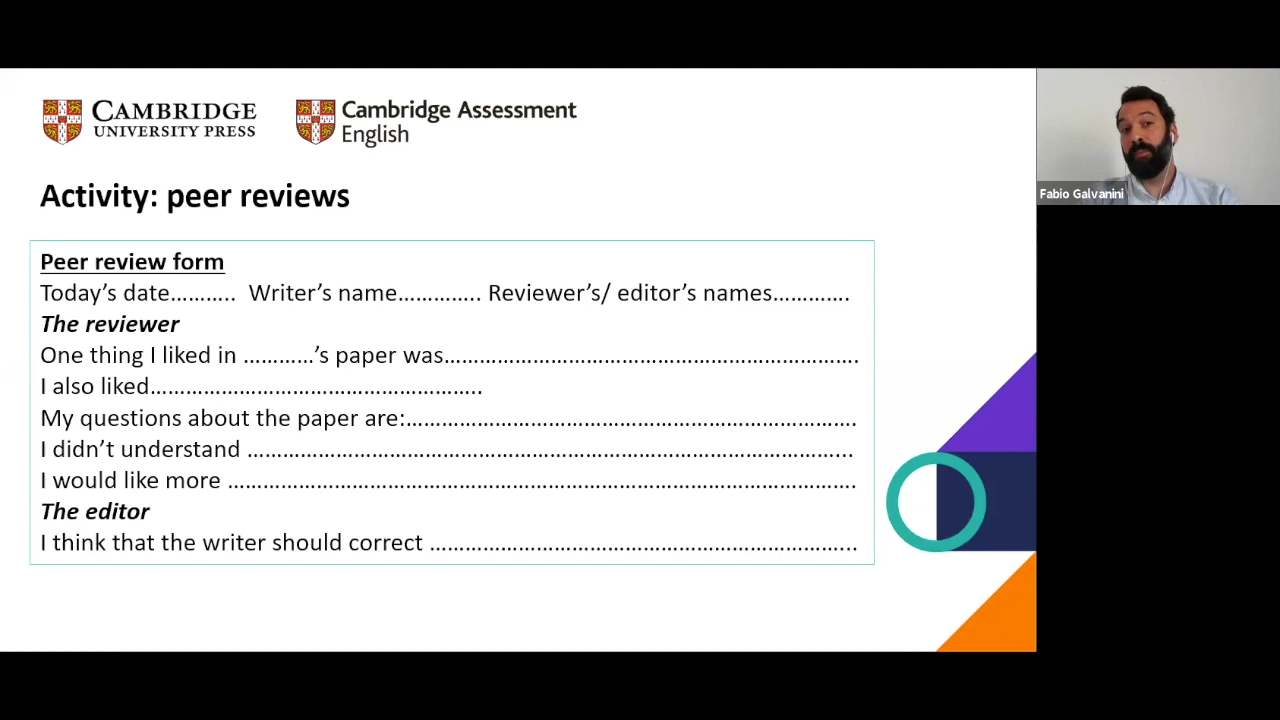 CAMBRIDGE
UNIVERSITY PRESS
Cambridge Assessment
English
Activity: peer reviews
Fabio Galvanini
Peer review form
Today's date……….. Writer's name………….. Reviewer's/ editor's names………….
The reviewer
One thing I liked in …………'s paper was…………………………………………………………….
I also liked………………………………………………..
My questions about the paper are:………………………………………………………………….
I didn't understand ………………………………………………………………………………………...
I would like more …………………………………………………………………………………………….
The editor
I think that the writer should correct ……………………………………………………………...